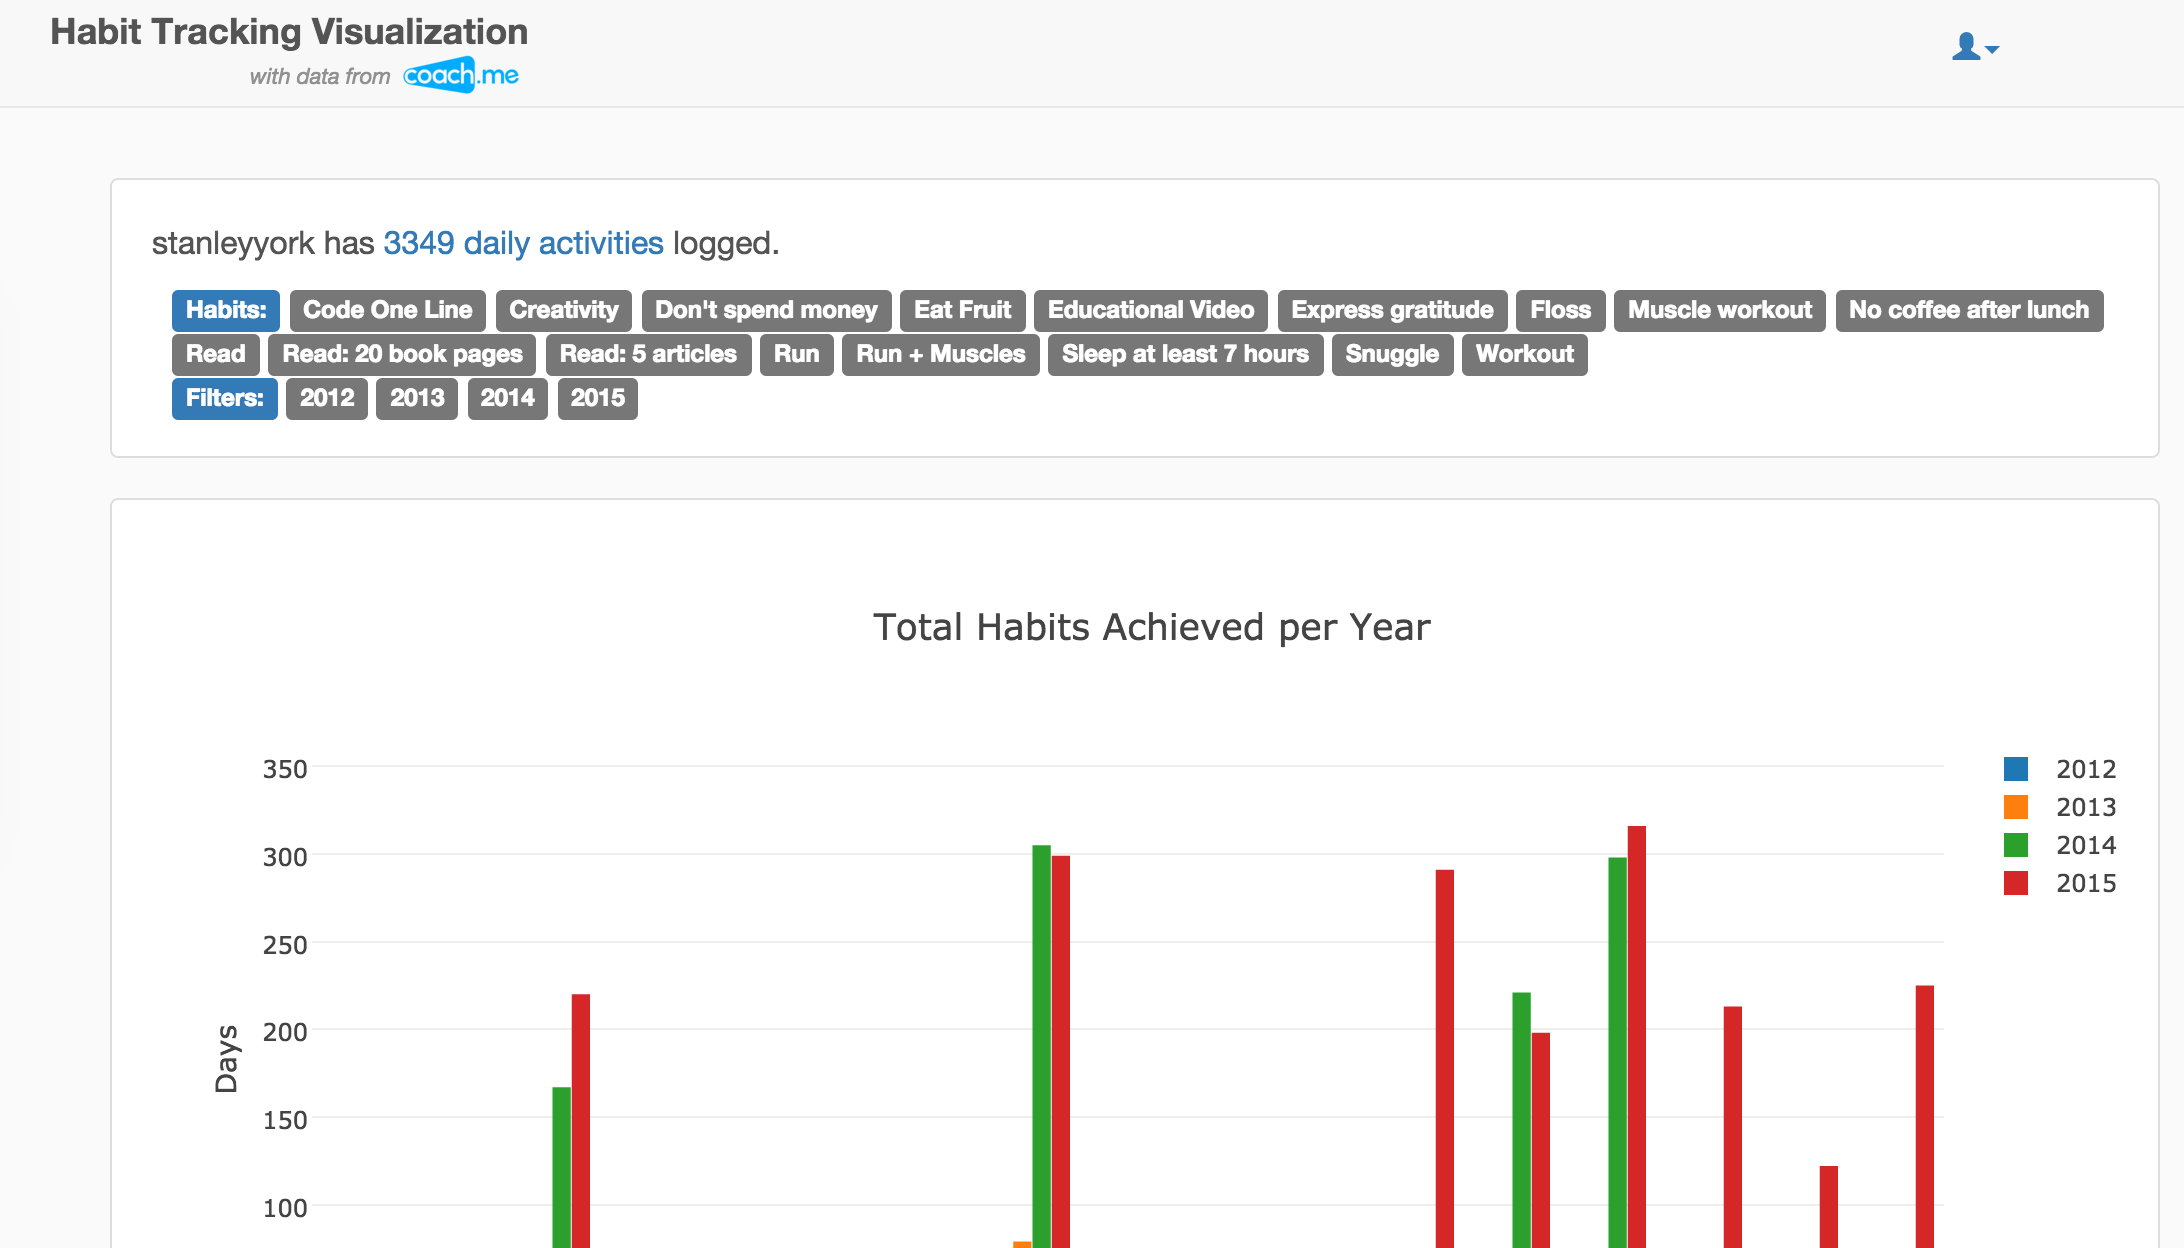 Habit Tracking Visualization
with data from coach.me
stanleyyork has 3349 daily activities logged.
Habits: Code One Line Creativity Don't spend money Eat Fruit Educational Video Express gratitude Floss Muscle workout No coffee after lunch
Read Read: 20 book pages Read: 5 articles Run Run + Muscles Sleep at least 7 hours Snuggle Workout
Filters: 2012 2013 2014 2015
Total Habits Achieved per Year
350
300
250
200
150
100
Days
2012
2013
2014
2015